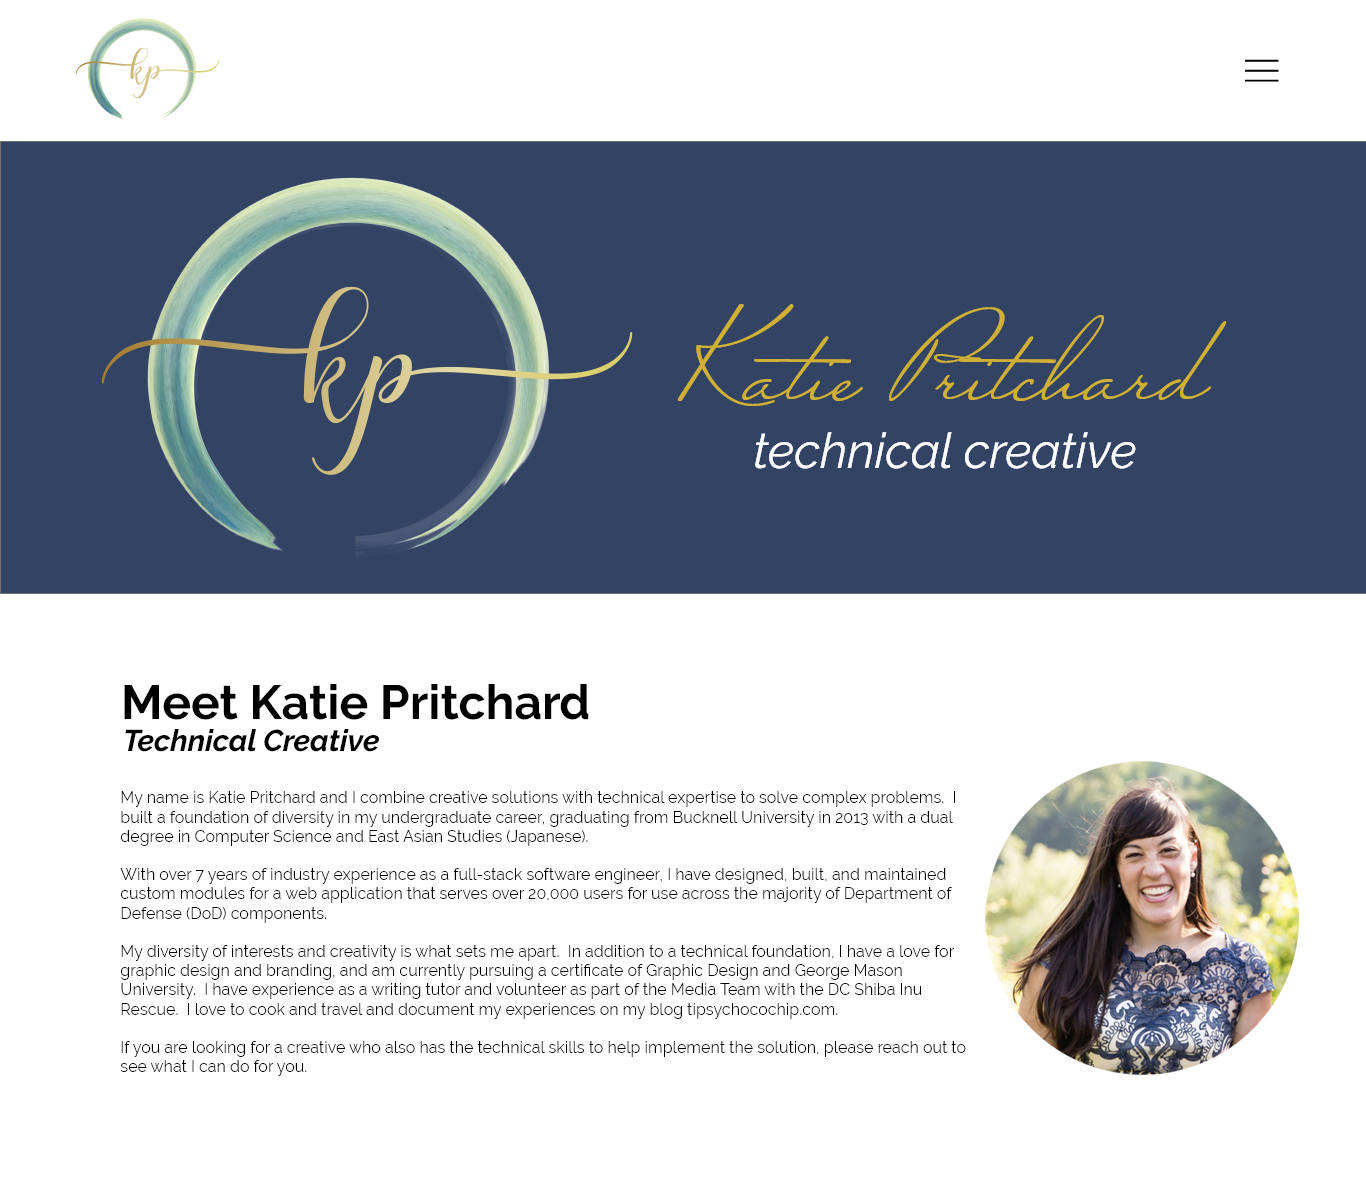 kp
kp
Katie Pritchard
technical creative
Meet Katie Pritchard
Technical Creative
My name is Katie Pritchard and I combine creative solutions with technical expertise to solve complex problems.  I
built a foundation of diversity in my undergraduate career, graduating from Bucknell University in 2013 with a dual
degree in Computer Science and East Asian Studies (Japanese).
With over 7 years of industry experience as a full-stack software engineer, I have designed, built, and maintained
custom modules for a web application that serves over 20,000 users for use across the majority of Department of
Defense (DoD) components.
My diversity of interests and creativity is what sets me apart.  In addition to a technical foundation, I have a love for
graphic design and branding, and am currently pursuing a certificate of Graphic Design and George Mason
University.  I have experience as a writing tutor and volunteer as part of the Media Team with the DC Shiba Inu
Rescue.  I love to cook and travel and document my experiences on my blog tipsychocochip.com.
If you are looking for a creative who also has the technical skills to help implement the solution, please reach out to
see what I can do for you.